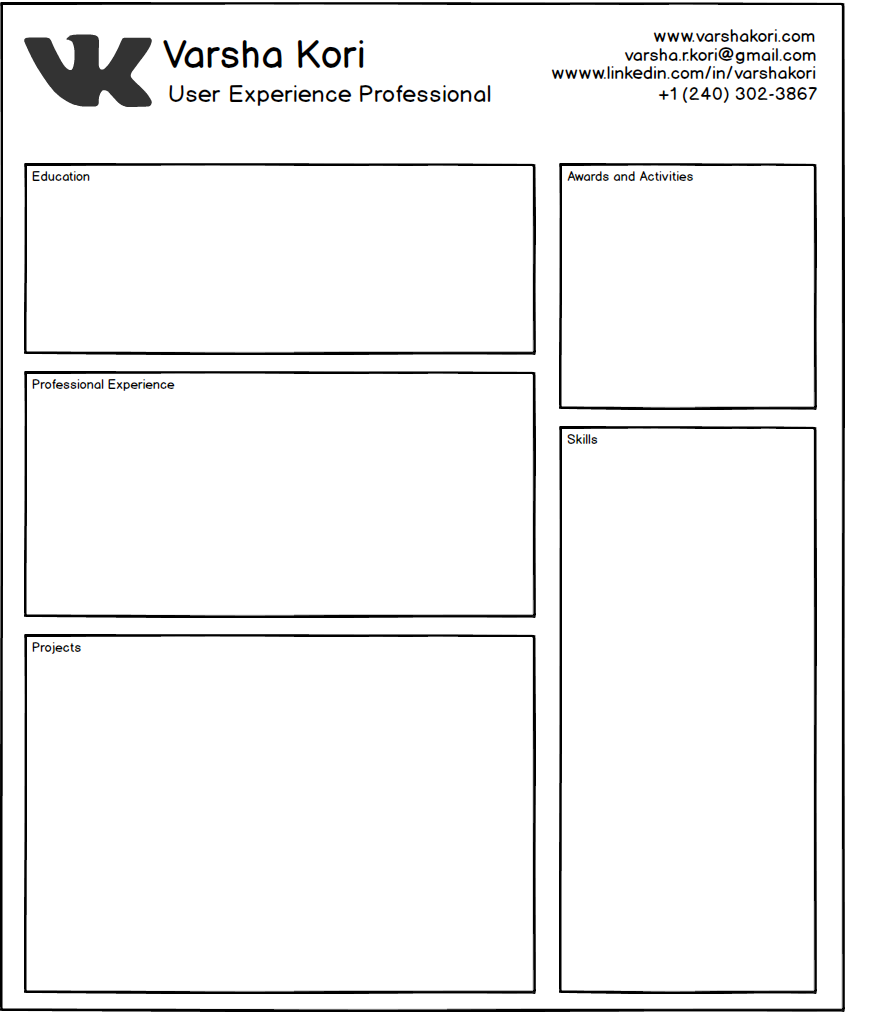 VK
Varsha Kori
User Experience Professional
www.varshakori.com
varsha.r.kori@gmail.com
wwww.linkedin.com/in/varshakori
+1 (240) 302-3867
Education
Professional Experience
Projects
Awards and Activities
Skills